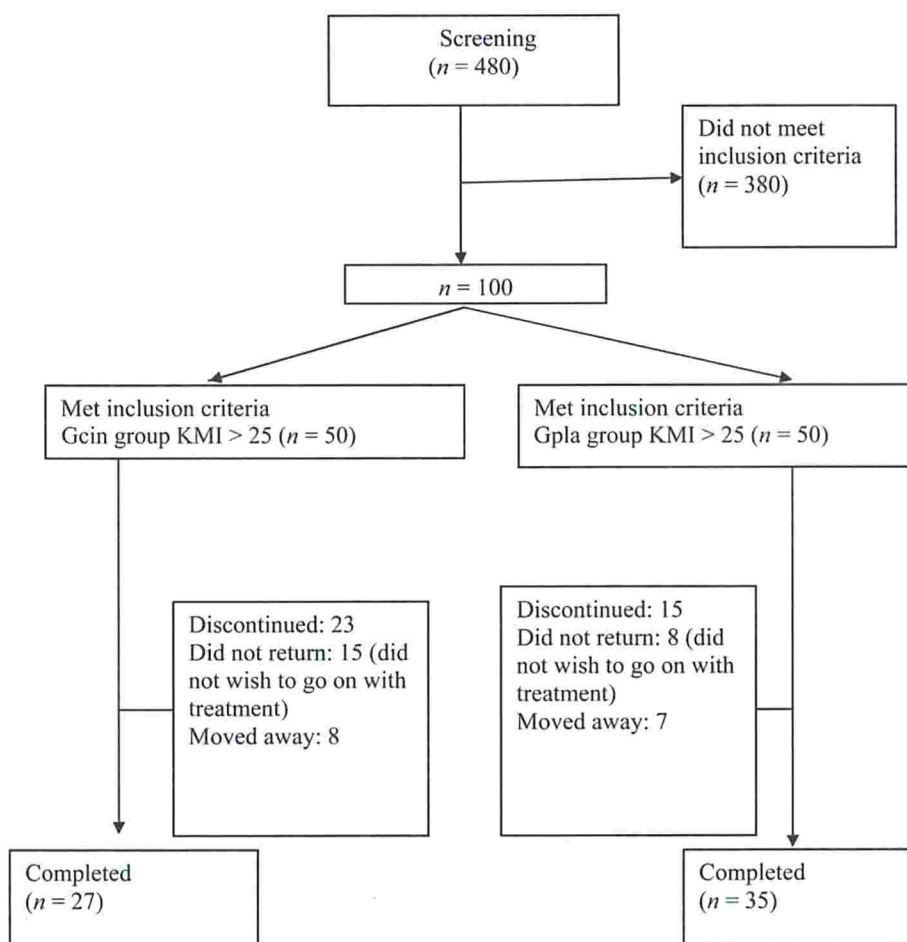 Screening
(n = 480)
Did not meet
inclusion criteria
(n = 380)
n = 100
Met inclusion criteria
Gcin group KMI > 25 (n = 50)
Met inclusion criteria
Gpla group KMI > 25 (n = 50)
Discontinued: 23
Did not return: 15 (did
not wish to go on with
treatment)
Moved away: 8
Discontinued: 15
Did not return: 8 (did
not wish to go on with
treatment)
Moved away: 7
Completed
(n = 27)
Completed
(n = 35)